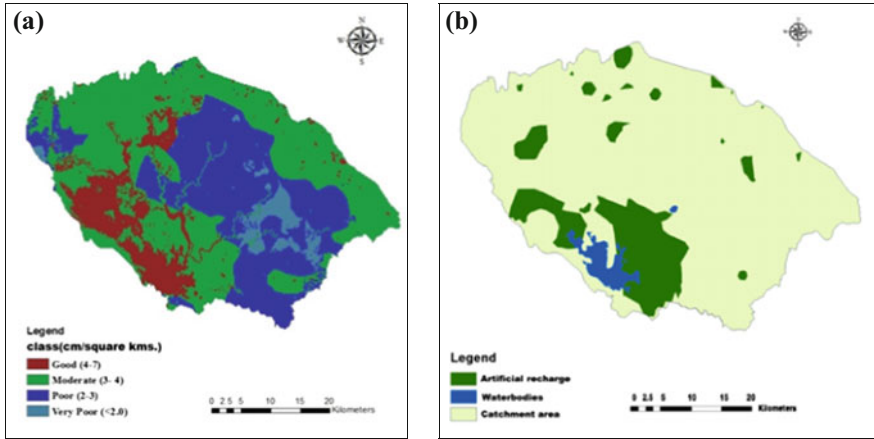 (a)
N
W E
S
Legend
class(cm/square kms.)
Good (4-7)
Moderate (3- 4)
Poor (2-3)
Very Poor (<2.0)
0 2.5 5 10 15 20
Kilometers
(b)
N
W E
S
Legend
Artificial recharge
Waterbodies
Catchment area
0 2.5 5 10 15 20
Kilometers